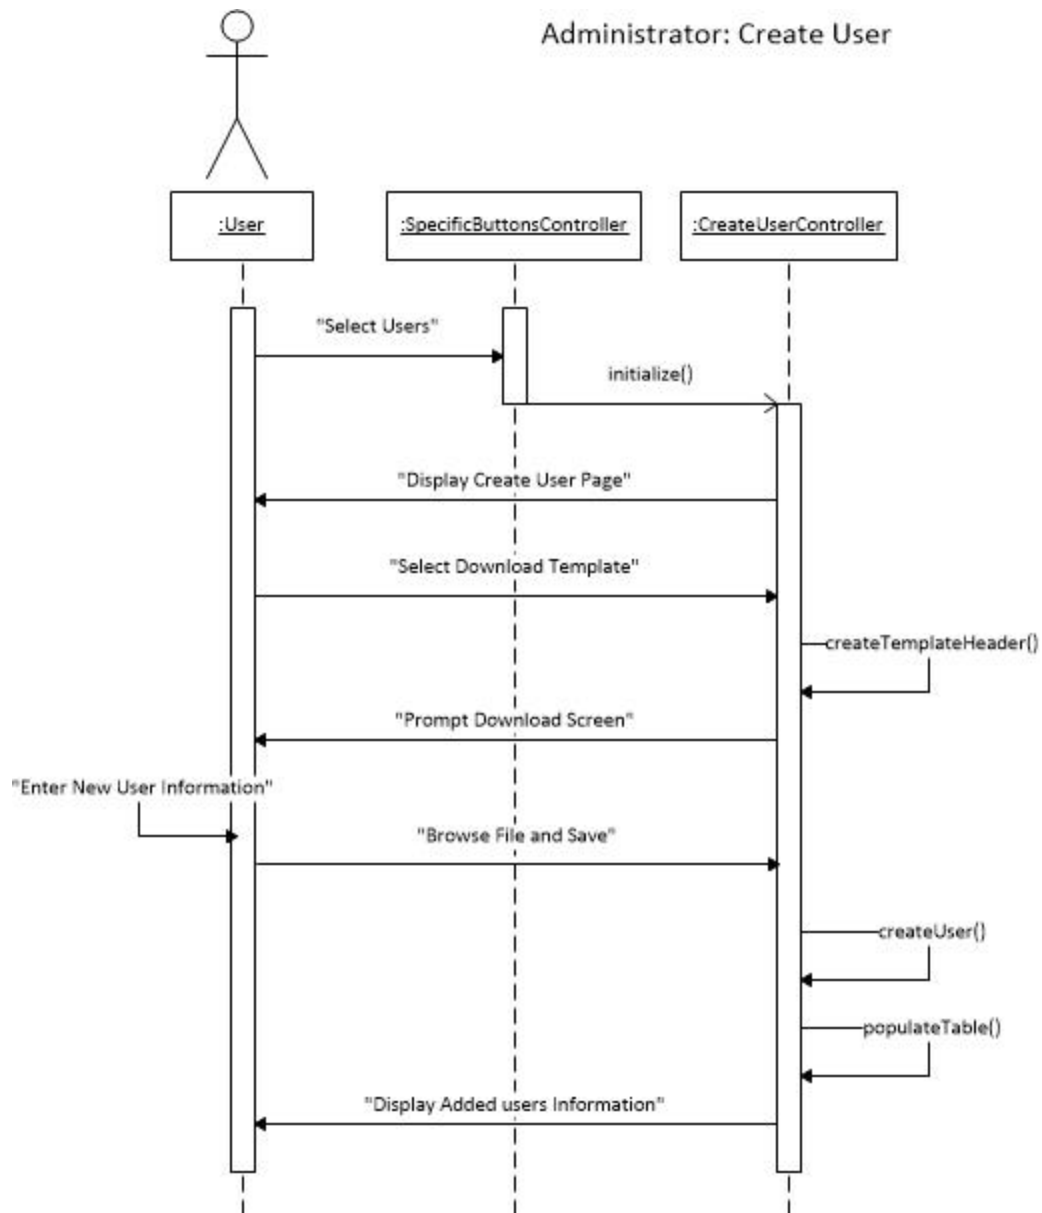 Administrator: Create User
:User
:SpecificButtonsController
:CreateUserController
"Select Users"
initialize()
"Display Create User Page"
"Select Download Template"
createTemplateHeader()
"Prompt Download Screen"
"Enter New User Information"
"Browse File and Save"
createUser()
populateTable()
"Display Added users Information"